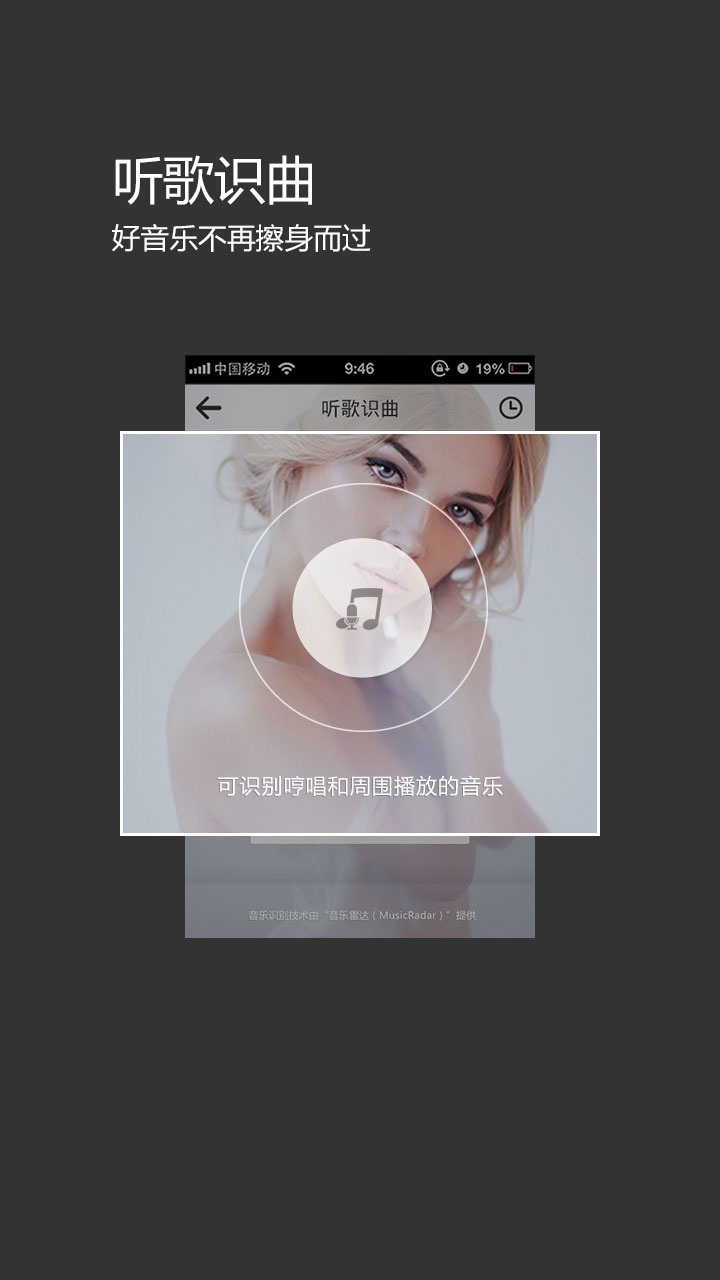 听歌识曲
好音乐不再擦身而过
中国移动 9:46 19%
听歌识曲
可识别哼唱和周围播放的音乐
音乐识别技术由“音乐雷达（MusicRadar）”提供